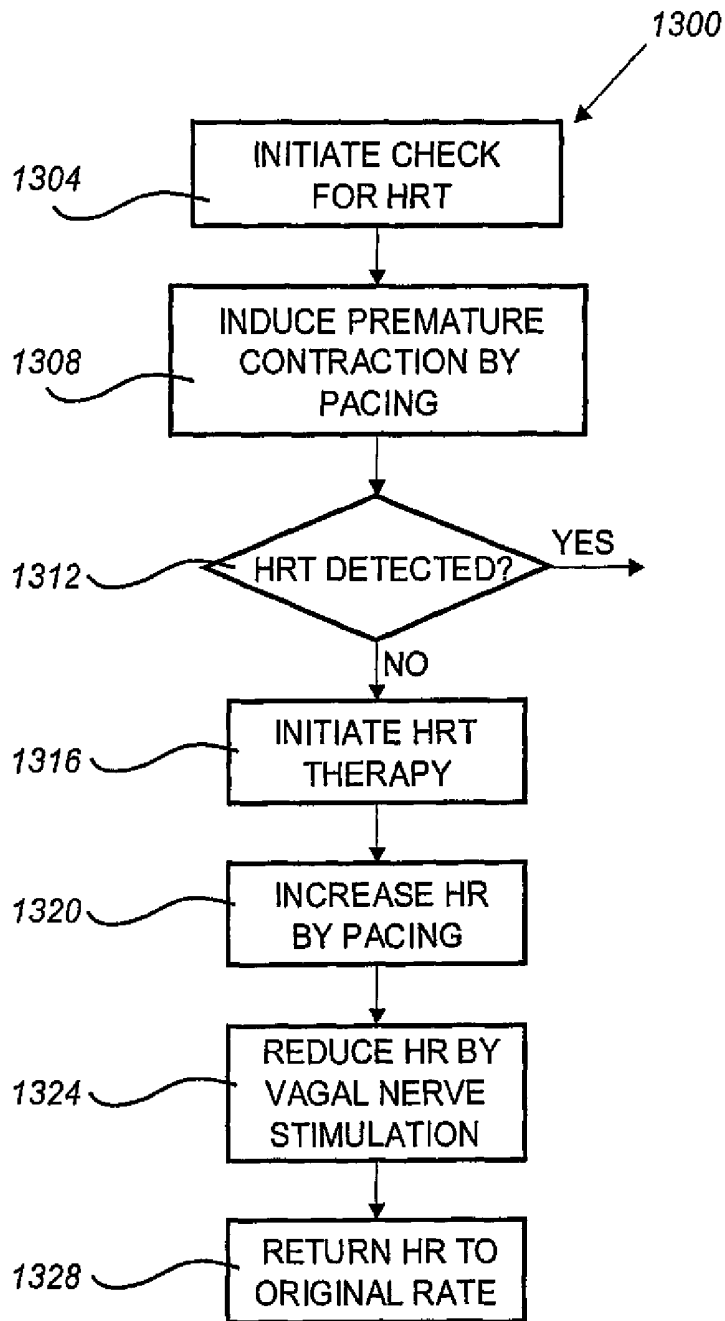 1300
1304
INITIATE CHECK
FOR HRT
1308
INDUCE PREMATURE
CONTRACTION BY
PACING
1312
HRT DETECTED?
YES
NO
1316
INITIATE HRT
THERAPY
1320
INCREASE HR
BY PACING
1324
REDUCE HR BY
VAGAL NERVE
STIMULATION
1328
RETURN HR TO
ORIGINAL RATE